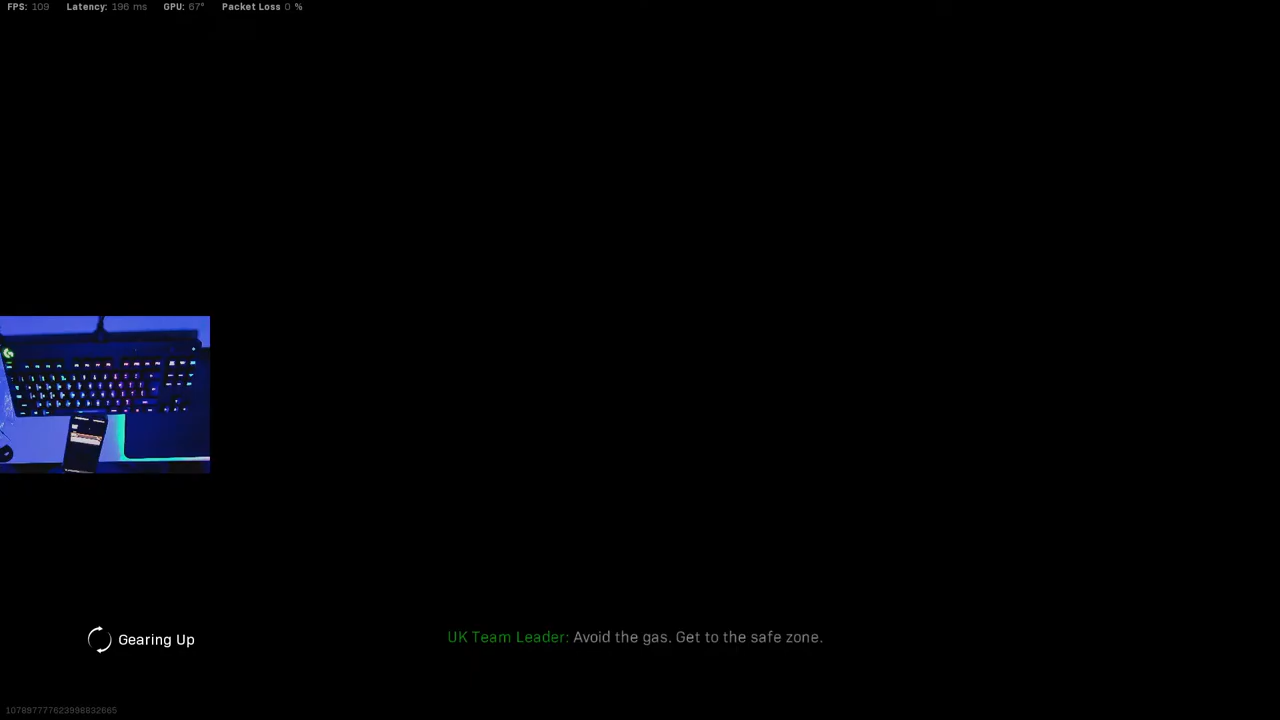 FPS: 109 Latency: 196 ms GPU: 67° Packet Loss 0 %
Gearing Up
UK Team Leader: Avoid the gas. Get to the safe zone.